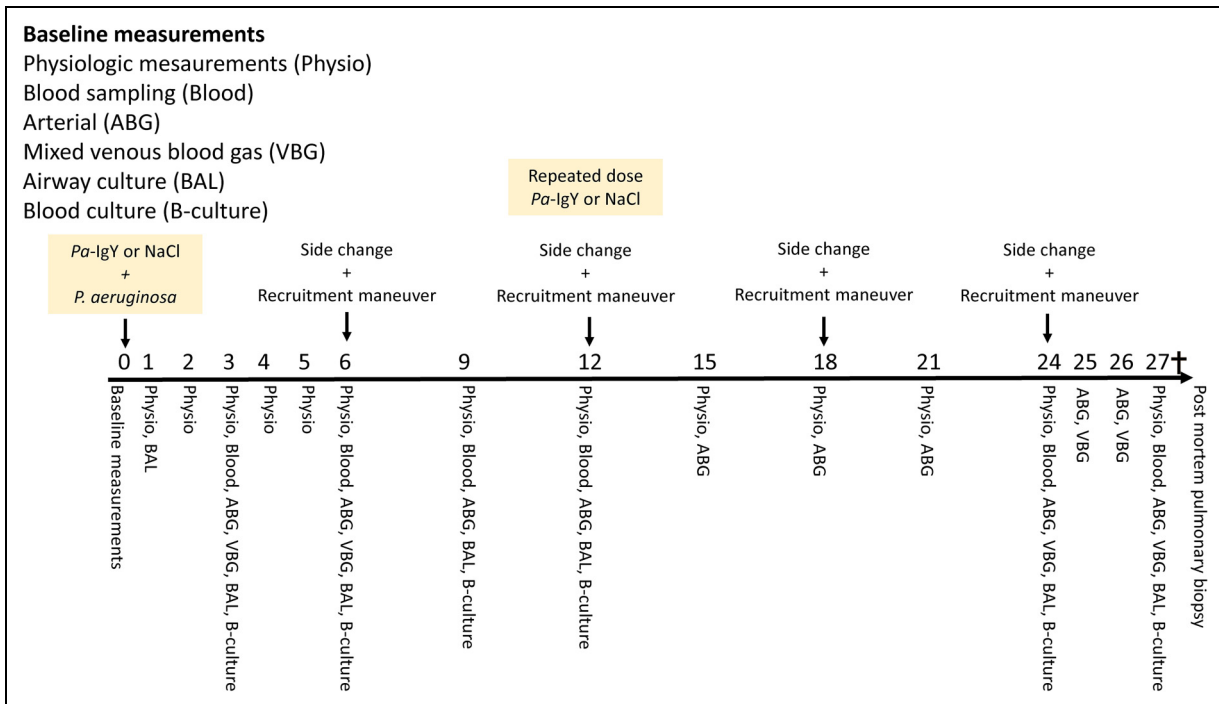 Baseline measurements
Physiologic mesaurements (Physio)
Blood sampling (Blood)
Arterial (ABG)
Mixed venous blood gas (VBG)
Airway culture (BAL)
Blood culture (B-culture)
Repeated dose
Pa-IgY or NaCl
Pa-IgY or NaCl
+
P. aeruginosa
Side change
+
Recruitment maneuver
Side change
+
Recruitment maneuver
Side change
+
Recruitment maneuver
Side change
+
Recruitment maneuver
0 1 2 3 4 5 6 9 12 15 18 21 24 25 26 27†
Baseline measurements
Physio, BAL
Physio
Physio, Blood, ABG, VBG, BAL, B-culture
Physio
Physio
Physio, Blood, ABG, VBG, BAL, B-culture
Physio, Blood, ABG, BAL, B-culture
Physio, Blood, ABG, BAL, B-culture
Physio, ABG
Physio, ABG
Physio, ABG
Physio, Blood, ABG, VBG, BAL, B-culture
ABG, VBG
ABG, VBG
Physio, Blood, ABG, VBG, BAL, B-culture
Post mortem pulmonary biopsy